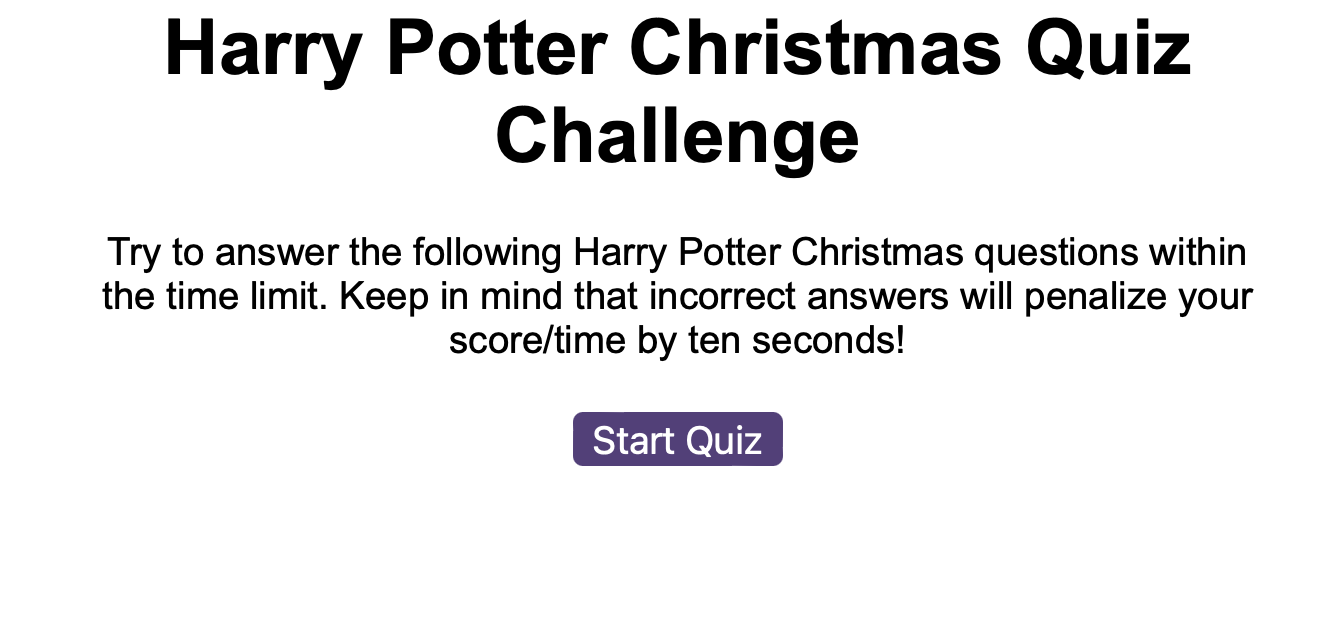 Harry Potter Christmas Quiz
Challenge
Try to answer the following Harry Potter Christmas questions within
the time limit. Keep in mind that incorrect answers will penalize your
score/time by ten seconds!
Start Quiz